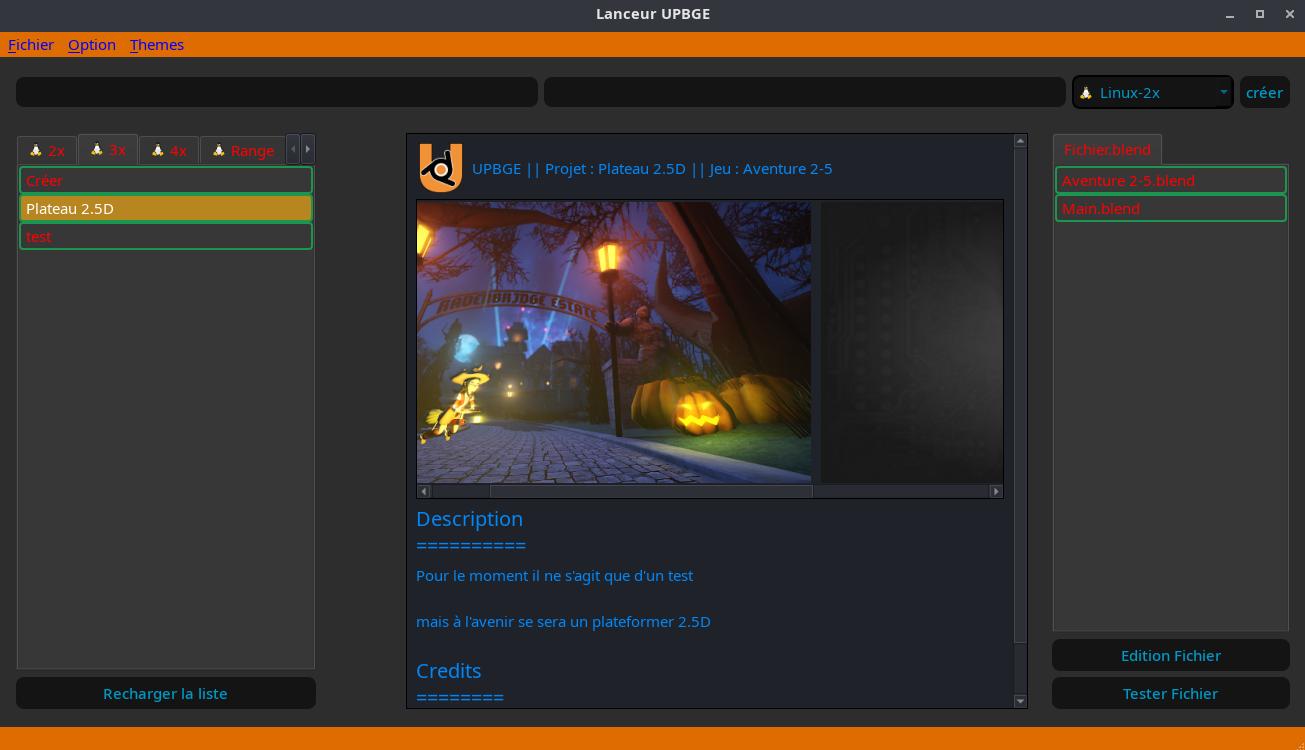 Lanceur UPBGE
Fichier Option Themes
Linux-2x
créer
2x 3x 4x Range
Créer
Plateau 2.5D
test
Recharger la liste
UPBGE || Projet : Plateau 2.5D || Jeu : Aventure 2-5
ESTATE
Description
==========
Pour le moment il ne s'agit que d'un test
mais à l'avenir se sera un plateformer 2.5D
Credits
========
Fichier.blend
Aventure 2-5.blend
Main.blend
Edition Fichier
Tester Fichier